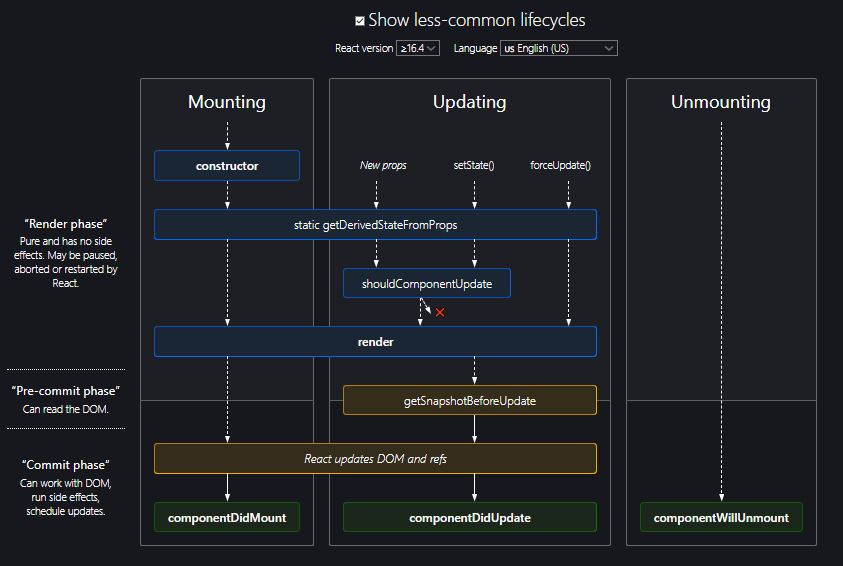 Show less-common lifecycles
React version ≥16.4 Language us English (US)
Mounting
Updating
Unmounting
constructor
New props
setState()
forceUpdate()
static getDerivedStateFromProps
shouldComponentUpdate
render
getSnapshotBeforeUpdate
React updates DOM and refs
componentDidMount
componentDidUpdate
componentWillUnmount
“Render phase”
Pure and has no side
effects. May be paused,
aborted or restarted by
React.
“Pre-commit phase”
Can read the DOM.
“Commit phase”
Can work with DOM,
run side effects,
schedule updates.